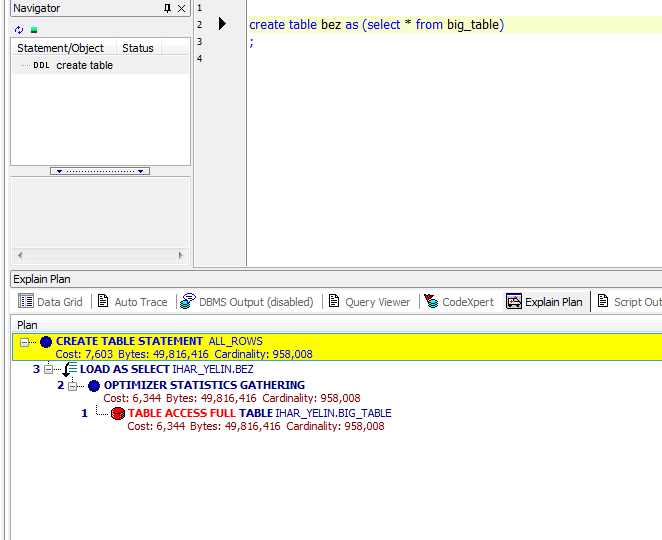 Navigator
Statement/Object Status
DDL create table
1
2 create table bez as (select * from big_table)
3 ;
4
Explain Plan
Data Grid Auto Trace DBMS Output (disabled) Query Viewer CodeXpert Explain Plan Script Out
Plan
CREATE TABLE STATEMENT ALL_ROWS
Cost: 7,603 Bytes: 49,816,416 Cardinality: 958,008
3 LOAD AS SELECT IHAR_YELIN.BEZ
2 OPTIMIZER STATISTICS GATHERING
Cost: 6,344 Bytes: 49,816,416 Cardinality: 958,008
1 TABLE ACCESS FULL TABLE IHAR_YELIN.BIG_TABLE
Cost: 6,344 Bytes: 49,816,416 Cardinality: 958,008